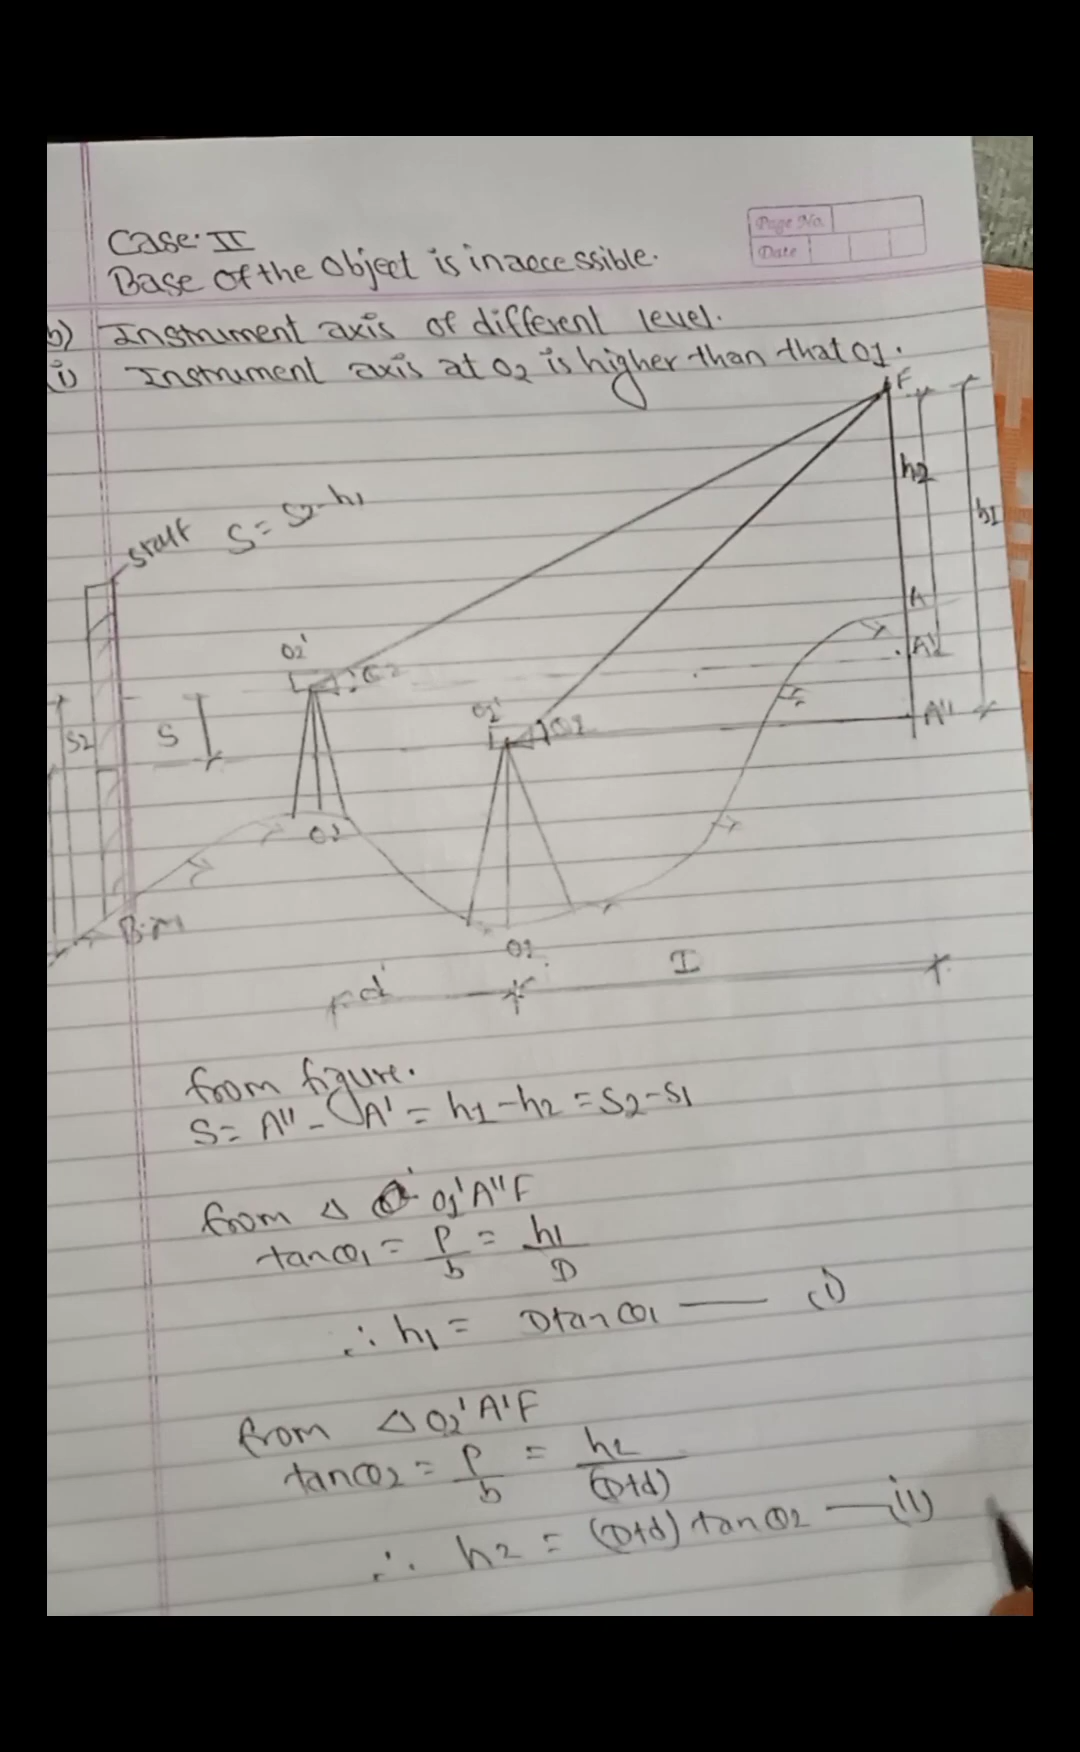 Page No.
Date
Case. II
Base of the object is inaccessible.
b) Instrument axis of different level.
i) Instrument axis at O2 is higher than that O1.
F
h2
h1
staff S = S2-h1
A
O2'
A'
S2
S
O2'
A"
B.M
O1
d
I
from figure.
S = A" - A' = h1 - h2 = S2 - S1
from Δ O1'A"F
tanθ1 = P/b = h1/D
∴ h1 = Dtanθ1 — (i)
from Δ O2'A'F
tanθ2 = P/b = h2/(D+d)
∴ h2 = (D+d) tanθ2 — (ii)